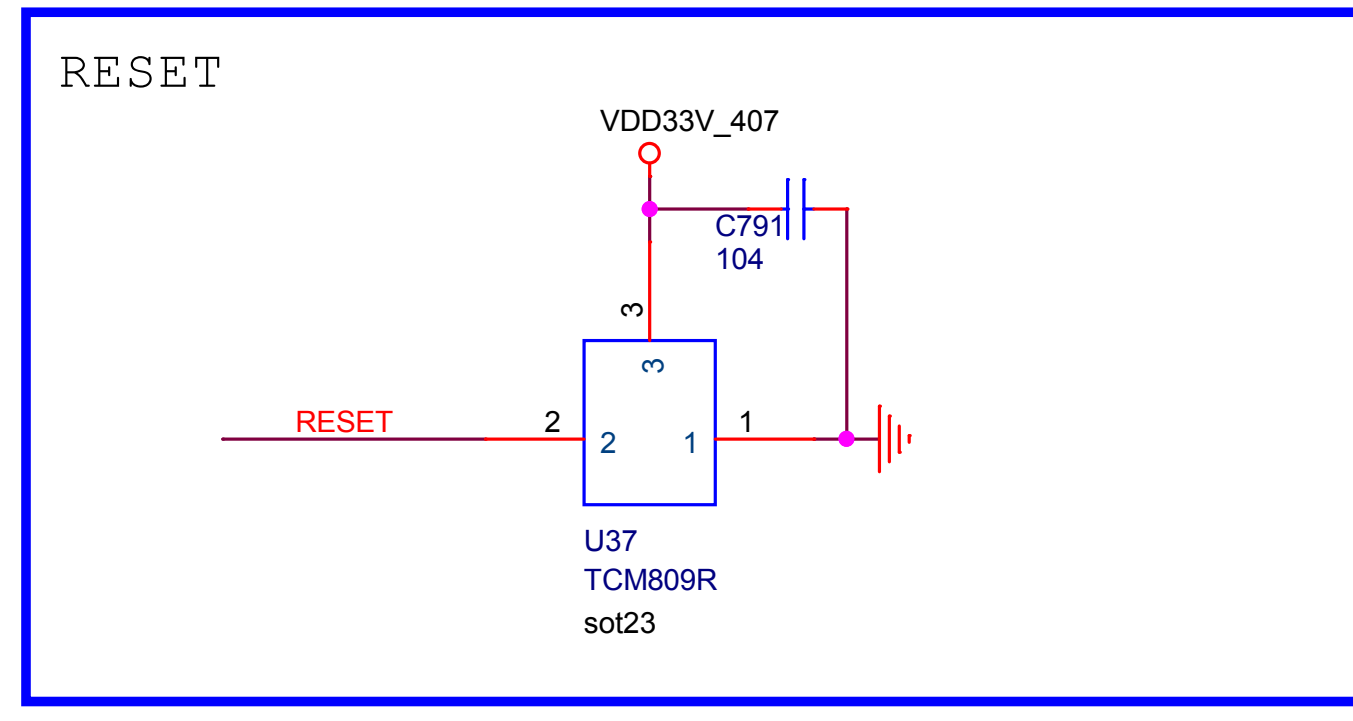 RESET
VDD33V_407
C791
104
3
3
RESET
2
2
1
1
U37
TCM809R
sot23